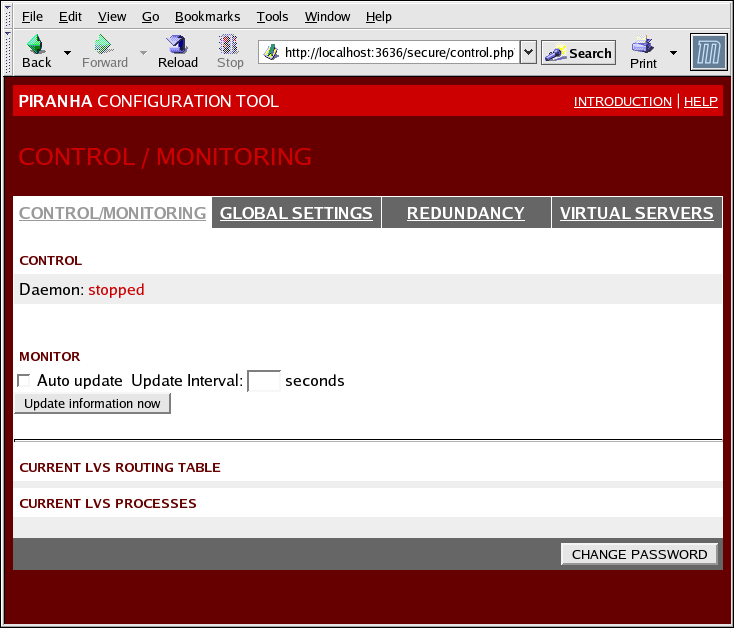 File Edit View Go Bookmarks Tools Window Help
Back Forward Reload Stop http://localhost:3636/secure/control.php Search Print
PIRANHA CONFIGURATION TOOL INTRODUCTION | HELP
CONTROL / MONITORING
CONTROL/MONITORING GLOBAL SETTINGS REDUNDANCY VIRTUAL SERVERS
CONTROL
Daemon: stopped
MONITOR
Auto update Update Interval: seconds
Update information now
CURRENT LVS ROUTING TABLE
CURRENT LVS PROCESSES
CHANGE PASSWORD